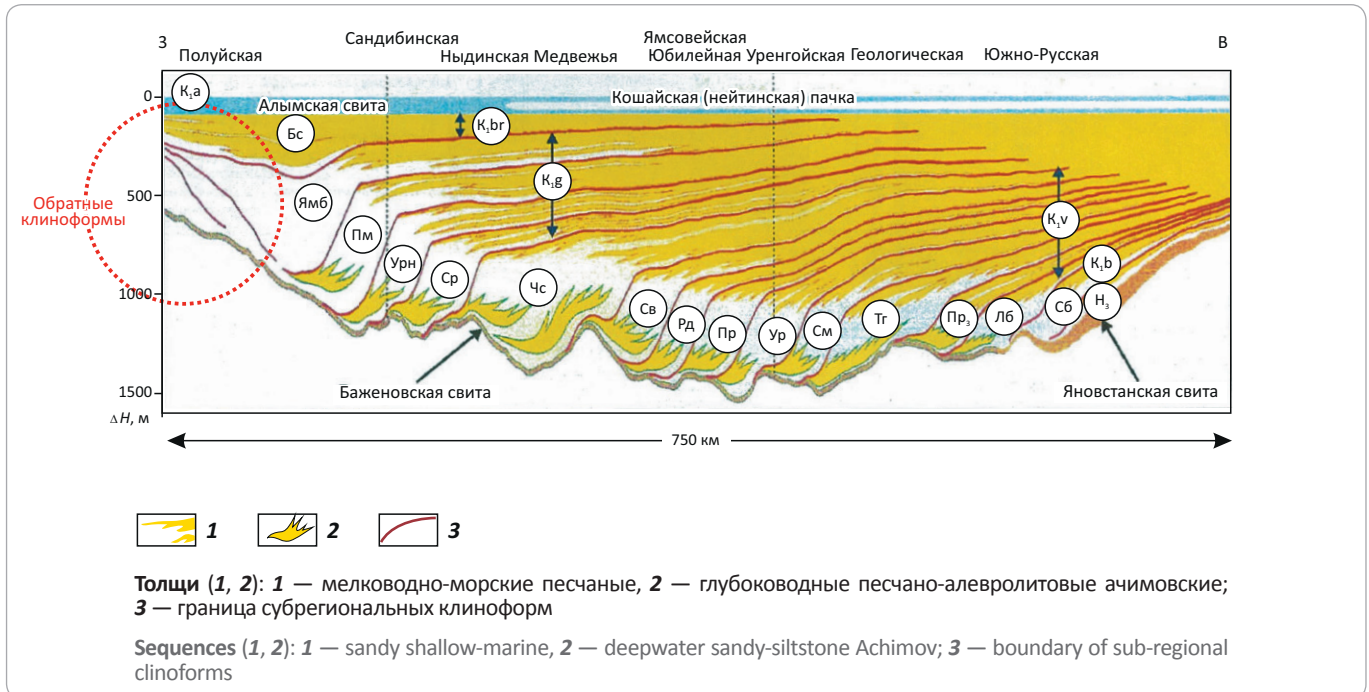 З
В
Полуйская
Сандибинская
Ныдинская
Медвежья
Ямсовейская
Юбилейная
Уренгойская
Геологическая
Южно-Русская
0
500
1000
1500
ΔH, м
K₁a
Алымская свита
Кошайская (нейтинская) пачка
Бс
K₁br
K₁g
K₁v
K₁b
Н₃
Обратные
клиноформы
Ямб
Пм
Урн
Ср
Чс
Св
Рд
Пр
Ур
См
Тг
Пр₃
Лб
Сб
Баженовская свита
Яновстанская свита
750 км
1
2
3
Толщи (1, 2): 1 — мелководно-морские песчаные, 2 — глубоководные песчано-алевролитовые ачимовские;
3 — граница субрегиональных клиноформ
Sequences (1, 2): 1 — sandy shallow-marine, 2 — deepwater sandy-siltstone Achimov; 3 — boundary of sub-regional
clinoforms